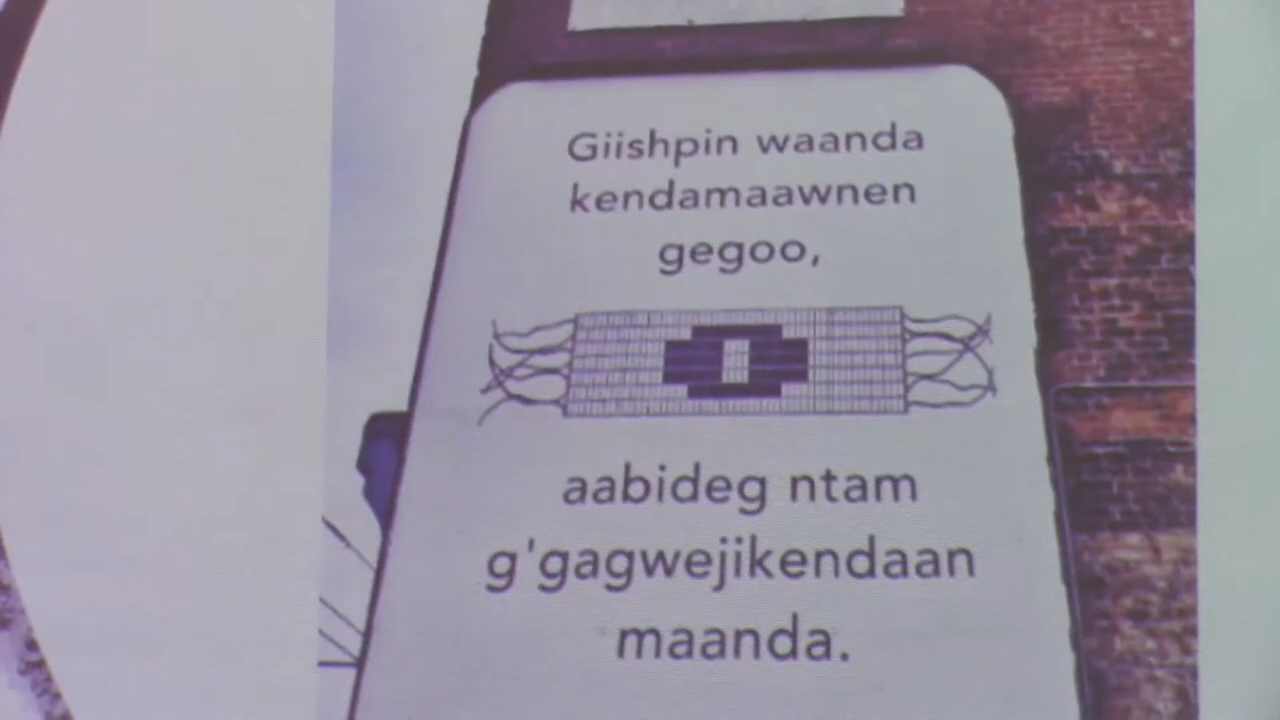 Giishpin waanda
kendamaawnen
gegoo,
aabideg ntam
g'gagwejikendaan
maanda.